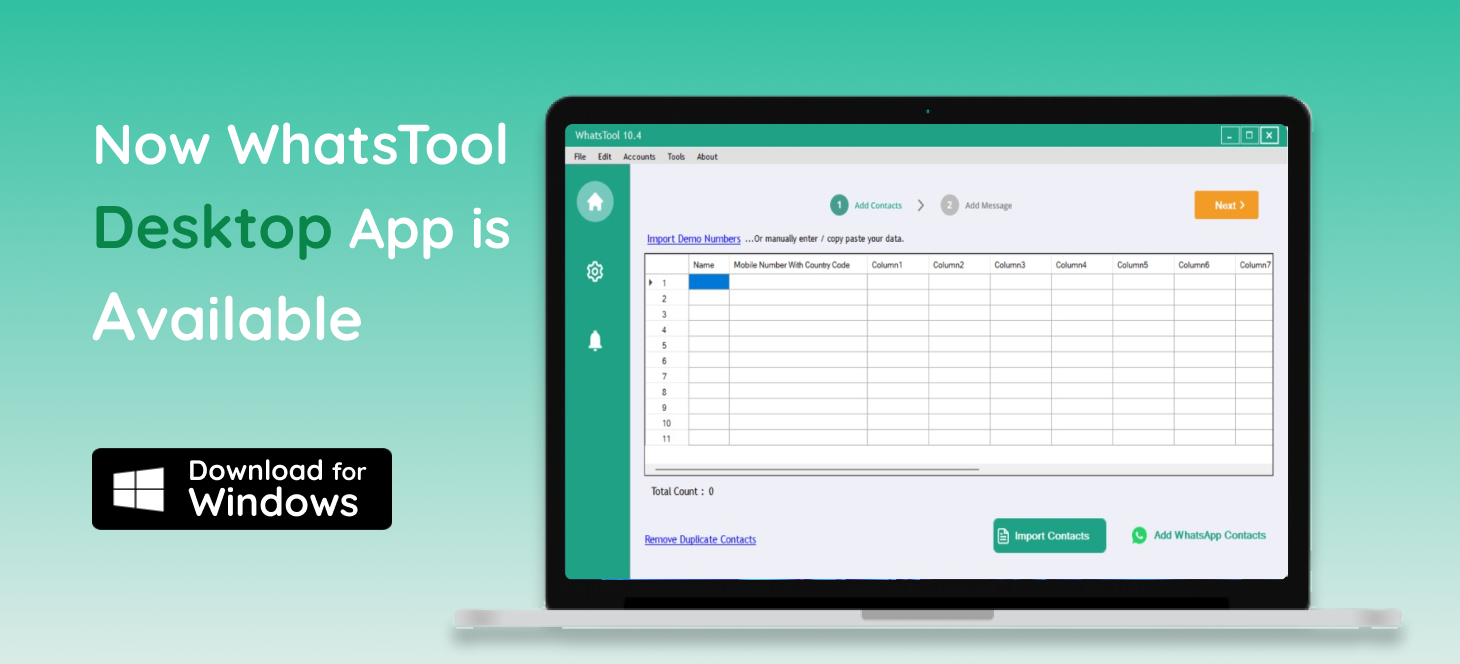 Now WhatsTool
Desktop App is
Available
Download for
Windows
WhatsTool 10.4
File Edit Accounts Tools About
1 Add Contacts 2 Add Message
Next
Import Demo Numbers ...Or manually enter / copy paste your data.
Name Mobile Number With Country Code Column1 Column2 Column3 Column4 Column5 Column6 Column7
1
2
3
4
5
6
7
8
9
10
11
Total Count : 0
Remove Duplicate Contacts
Import Contacts
Add WhatsApp Contacts